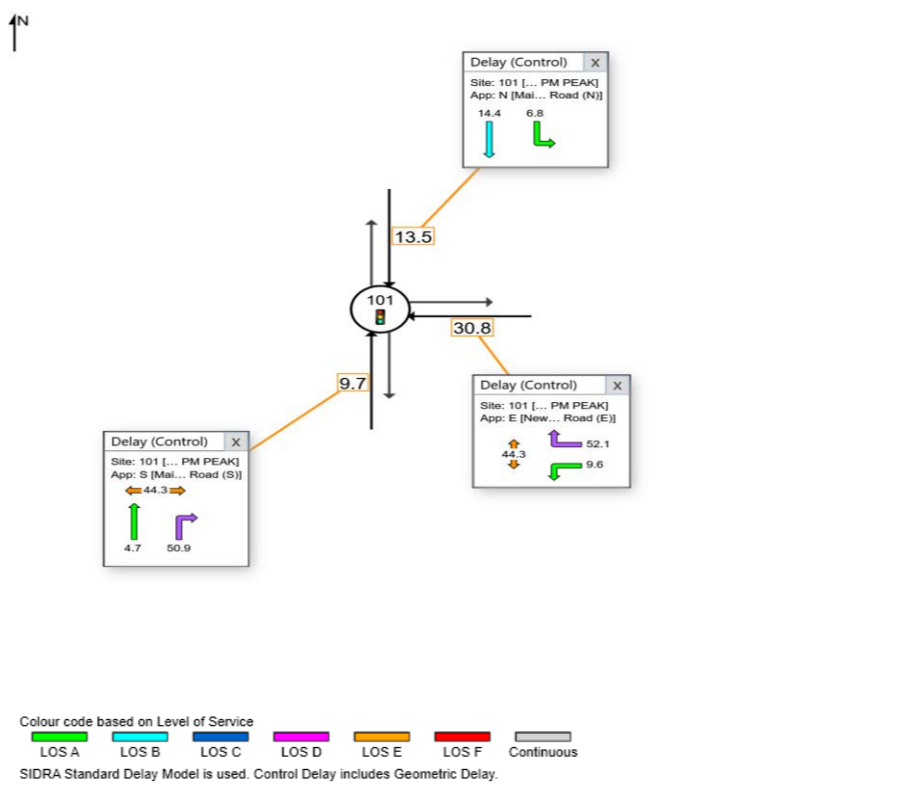 N
Delay (Control) X
Site: 101 [... PM PEAK]
App: N [Mai... Road (N)]
14.4 6.8
13.5
101
30.8
9.7
Delay (Control) X
Site: 101 [... PM PEAK]
App: E [New... Road (E)]
52.1
44.3
9.6
Delay (Control) X
Site: 101 [... PM PEAK]
App: S [Mai... Road (S)]
44.3
4.7 50.9
Colour code based on Level of Service
LOS A LOS B LOS C LOS D LOS E LOS F Continuous
SIDRA Standard Delay Model is used. Control Delay includes Geometric Delay.